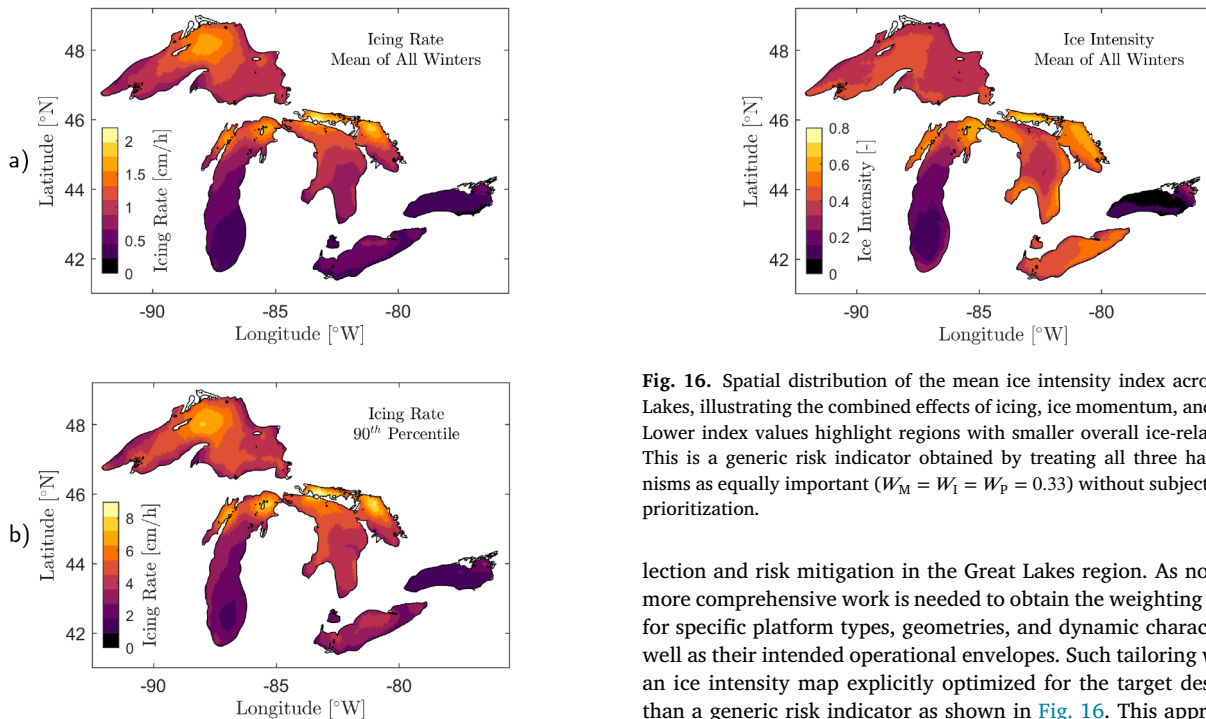 a)
Icing Rate
Mean of All Winters
48
46
44
42
Latitude [°N]
2
1.5
1
0.5
0
Icing Rate [cm/h]
-90
-85
-80
Longitude [°W]
b)
Icing Rate
90th Percentile
48
46
44
42
Latitude [°N]
8
6
4
2
0
Icing Rate [cm/h]
-90
-85
-80
Longitude [°W]
Ice Intensity
Mean of All Winters
48
46
44
42
Latitude [°N]
0.8
0.6
0.4
0.2
0
Ice Intensity [-]
-90
-85
-80
Longitude [°W]
Fig. 16. Spatial distribution of the mean ice intensity index acro
Lakes, illustrating the combined effects of icing, ice momentum, and
Lower index values highlight regions with smaller overall ice-rela
This is a generic risk indicator obtained by treating all three ha
nisms as equally important (W_M = W_I = W_P = 0.33) without subject
prioritization.
lection and risk mitigation in the Great Lakes region. As no
more comprehensive work is needed to obtain the weighting
for specific platform types, geometries, and dynamic charac
well as their intended operational envelopes. Such tailoring w
an ice intensity map explicitly optimized for the target des
than a generic risk indicator as shown in Fig. 16. This appr